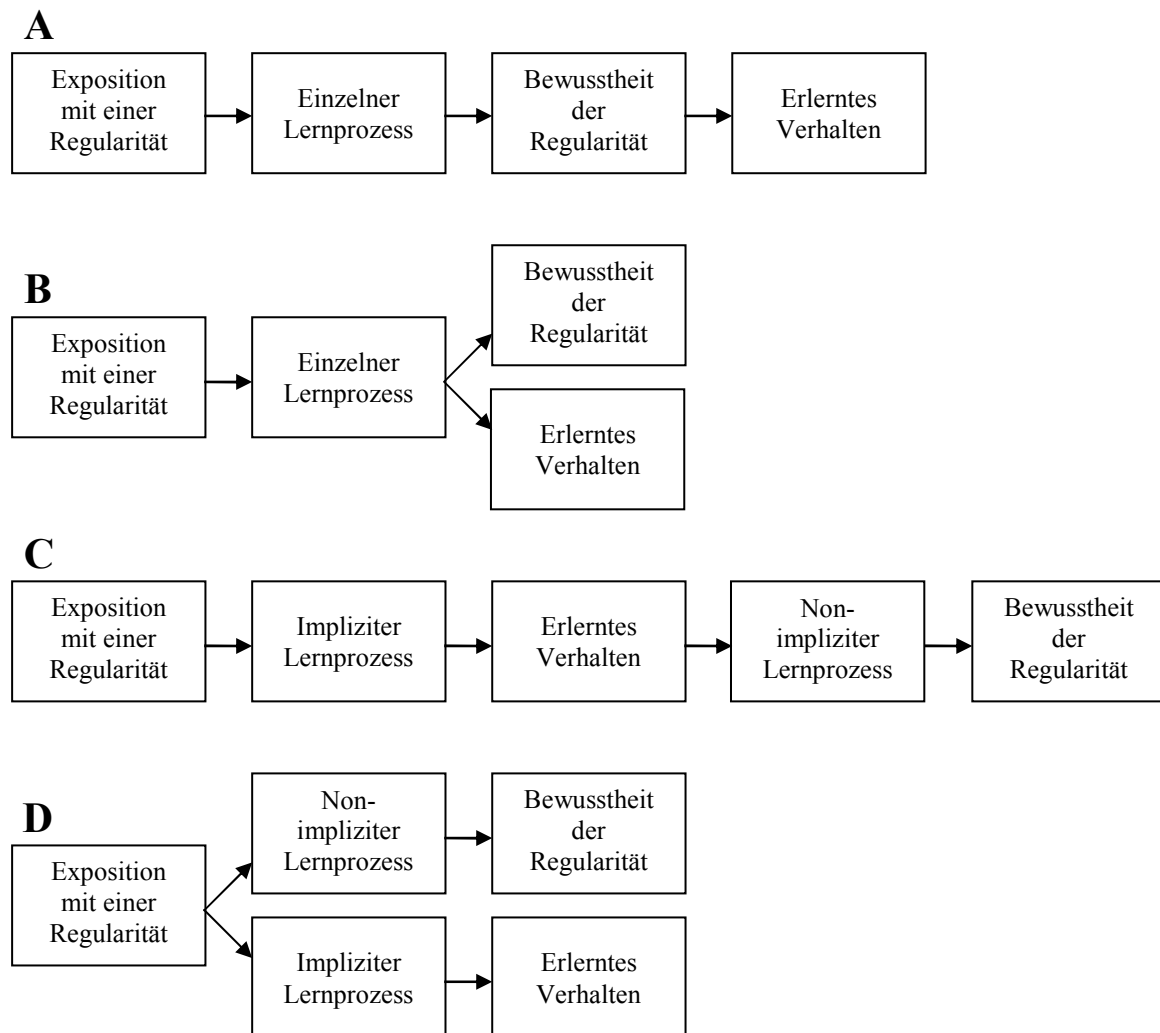 A
Exposition
mit einer
Regularität
Einzelner
Lernprozess
Bewusstheit
der
Regularität
Erlerntes
Verhalten
B
Exposition
mit einer
Regularität
Einzelner
Lernprozess
Bewusstheit
der
Regularität
Erlerntes
Verhalten
C
Exposition
mit einer
Regularität
Impliziter
Lernprozess
Erlerntes
Verhalten
Non-
impliziter
Lernprozess
Bewusstheit
der
Regularität
D
Exposition
mit einer
Regularität
Non-
impliziter
Lernprozess
Bewusstheit
der
Regularität
Impliziter
Lernprozess
Erlerntes
Verhalten